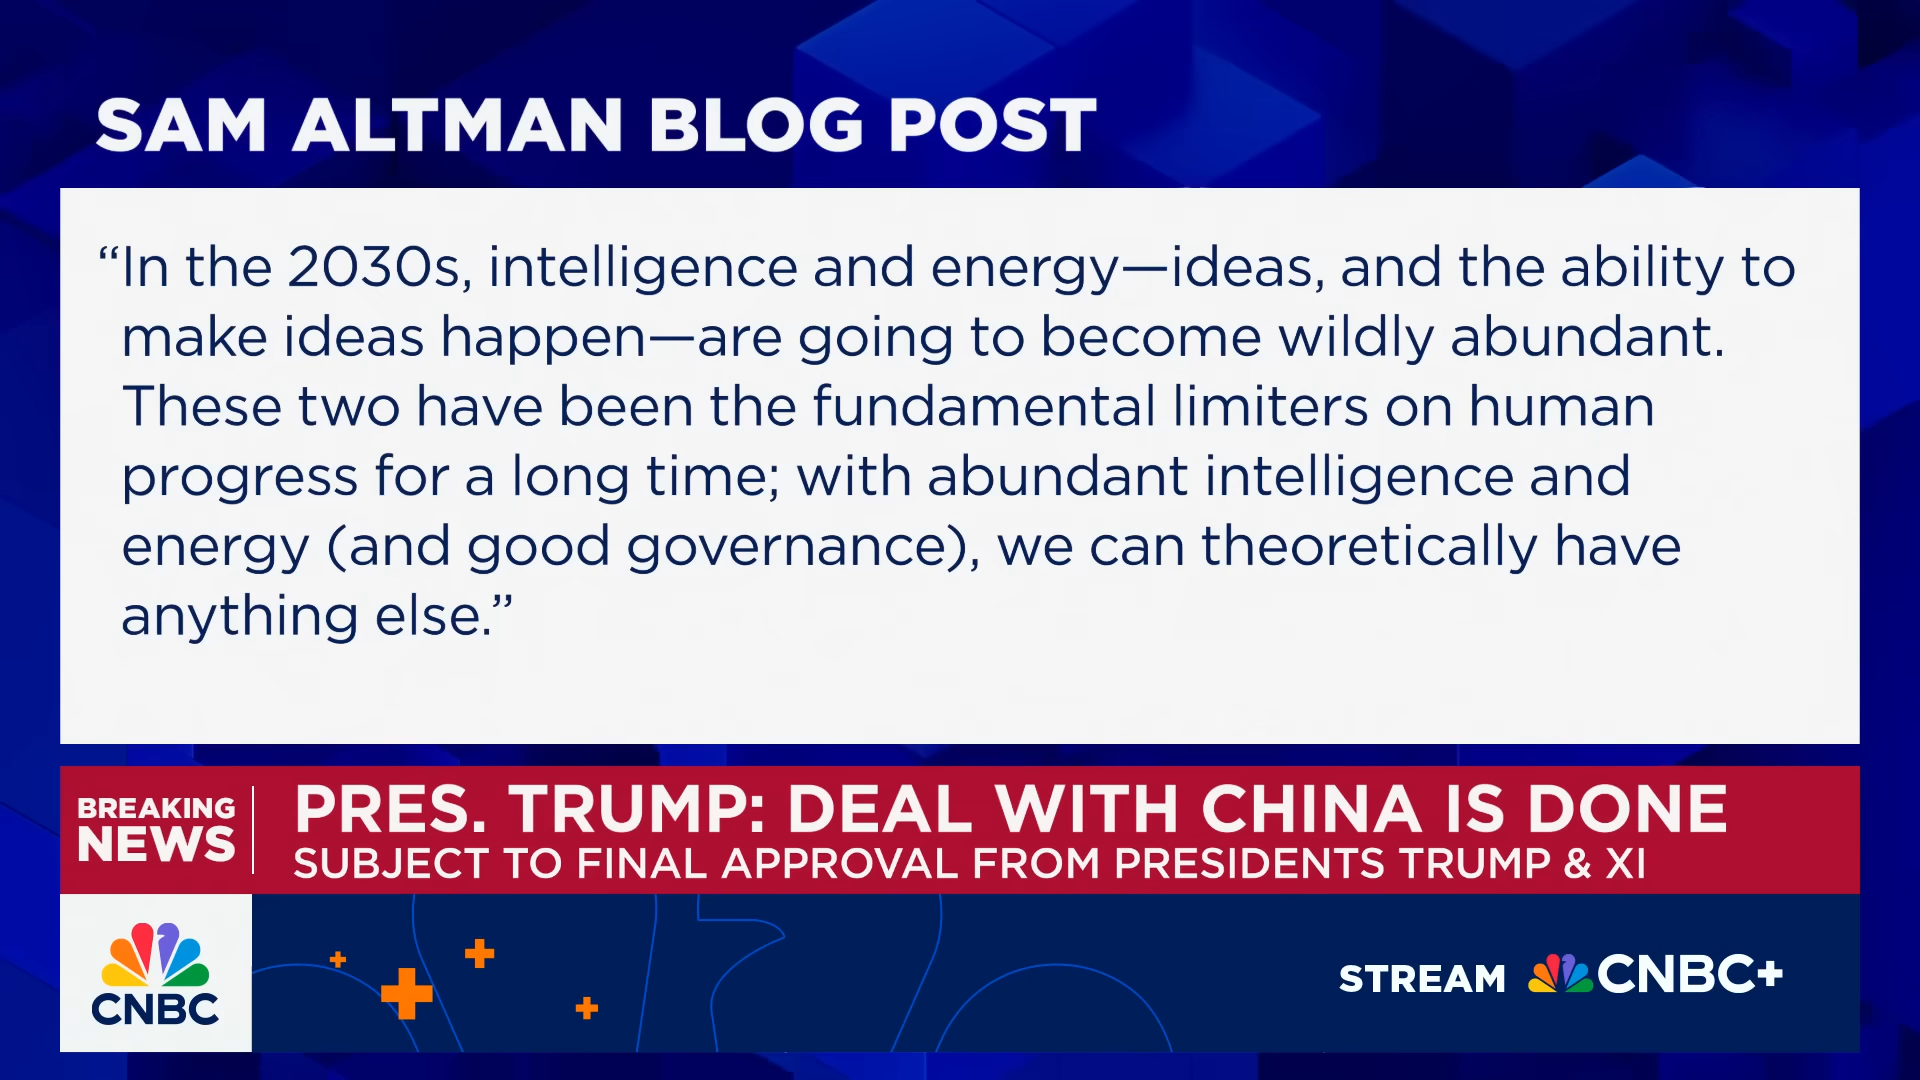 SAM ALTMAN BLOG POST
“In the 2030s, intelligence and energy—ideas, and the ability to
make ideas happen—are going to become wildly abundant.
These two have been the fundamental limiters on human
progress for a long time; with abundant intelligence and
energy (and good governance), we can theoretically have
anything else.”
BREAKING
NEWS
PRES. TRUMP: DEAL WITH CHINA IS DONE
SUBJECT TO FINAL APPROVAL FROM PRESIDENTS TRUMP & XI
CNBC
STREAM CNBC+